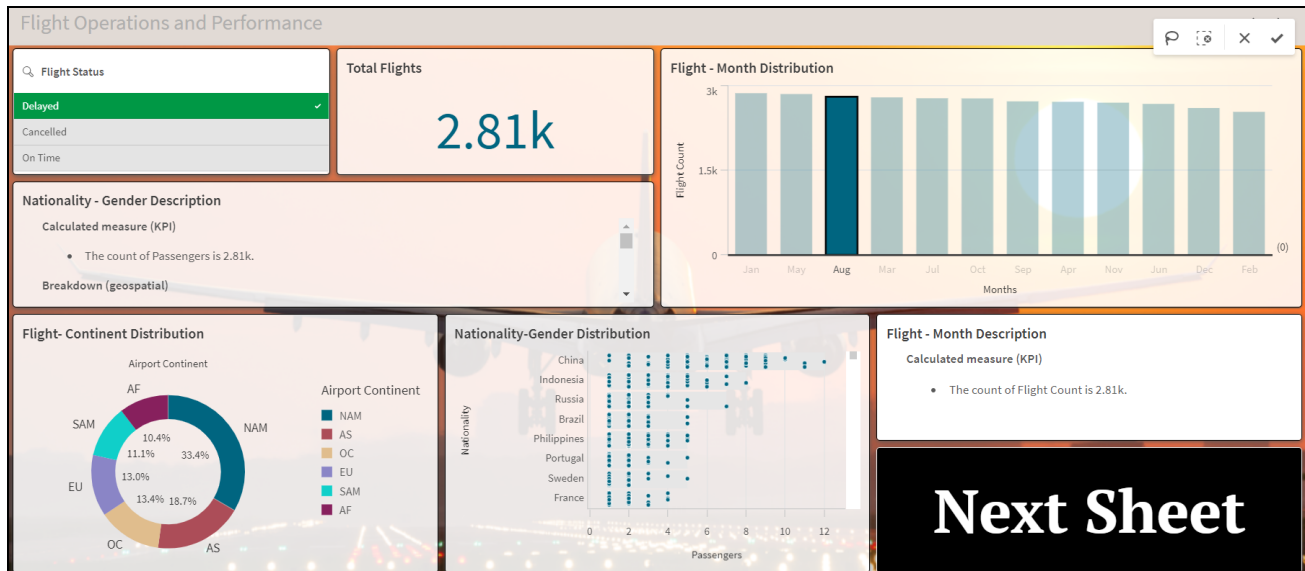 Flight Operations and Performance
Flight Status
Delayed
Cancelled
On Time
Total Flights
2.81k
Flight - Month Distribution
3k
1.5k
0
Flight Count
(0)
Jan May Aug Mar Jul Oct Sep Apr Nov Jun Dec Feb
Months
Nationality - Gender Description
Calculated measure (KPI)
• The count of Passengers is 2.81k.
Breakdown (geospatial)
Flight- Continent Distribution
Airport Continent
AF
SAM
NAM
EU
OC
AS
10.4%
11.1%
33.4%
13.0%
13.4%
18.7%
Airport Continent
NAM
AS
OC
EU
SAM
AF
Nationality-Gender Distribution
Nationality
China
Indonesia
Russia
Brazil
Philippines
Portugal
Sweden
France
0 2 4 6 8 10 12
Passengers
Flight - Month Description
Calculated measure (KPI)
• The count of Flight Count is 2.81k.
Next Sheet